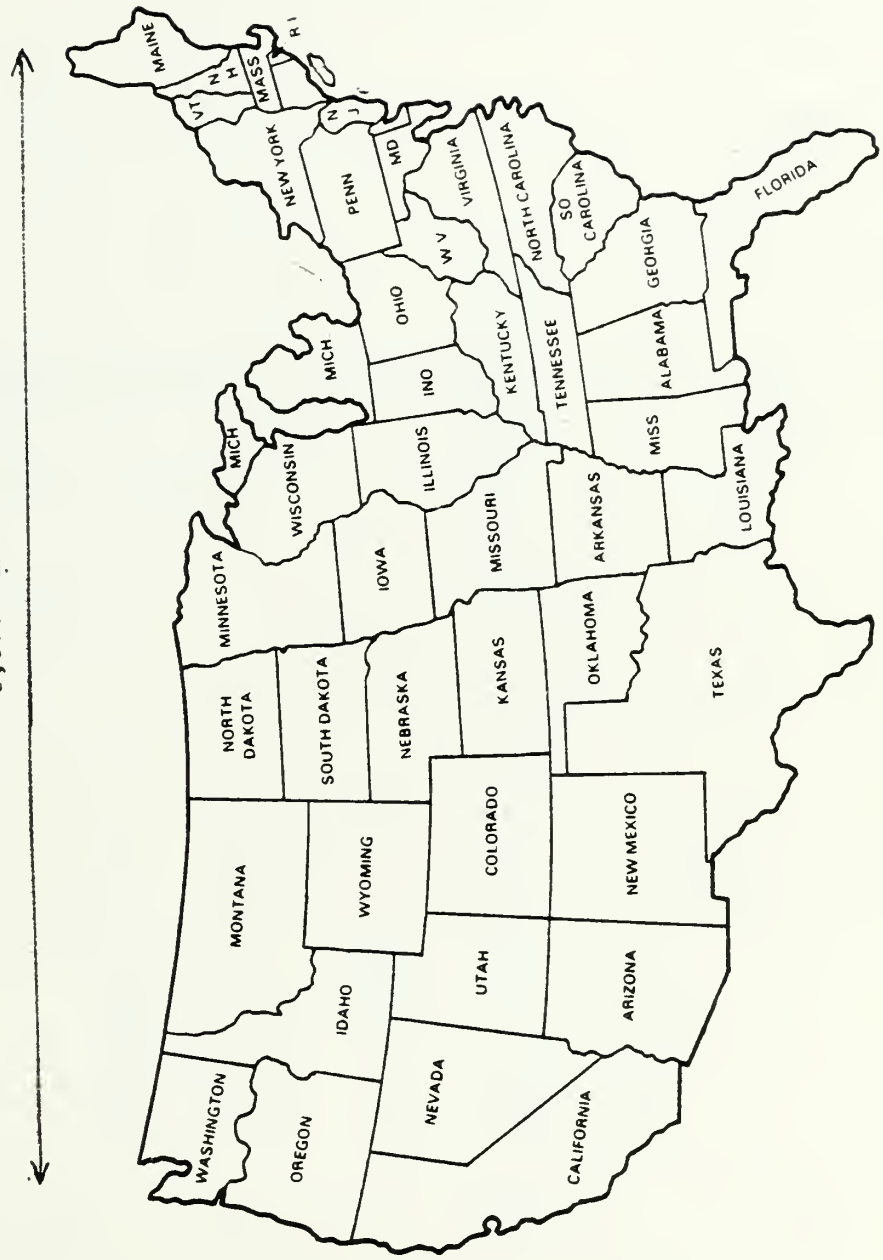 WASHINGTON
OREGON
CALIFORNIA
NEVADA
IDAHO
MONTANA
WYOMING
UTAH
COLORADO
ARIZONA
NEW MEXICO
NORTH
DAKOTA
SOUTH DAKOTA
NEBRASKA
KANSAS
OKLAHOMA
TEXAS
MINNESOTA
IOWA
MISSOURI
ARKANSAS
LOUISIANA
WISCONSIN
ILLINOIS
MICH
MICH
INO
OHIO
KENTUCKY
TENNESSEE
MISS
ALABAMA
GEORGIA
FLORIDA
SO
CAROLINA
NORTH CAROLINA
VIRGINIA
W V
MD
PENN
N
J
NEW YORK
VT
N
H
MASS
R I
MAINE